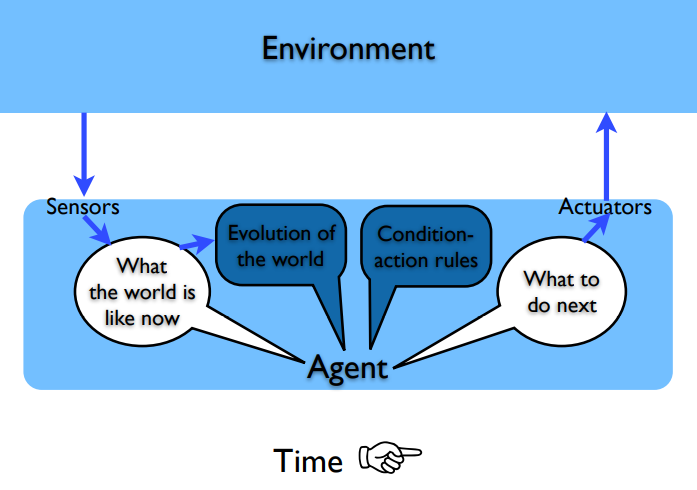 Environment
Sensors
Actuators
Evolution of
the world
Condition-
action rules
What
the world is
like now
What to
do next
Agent
Time